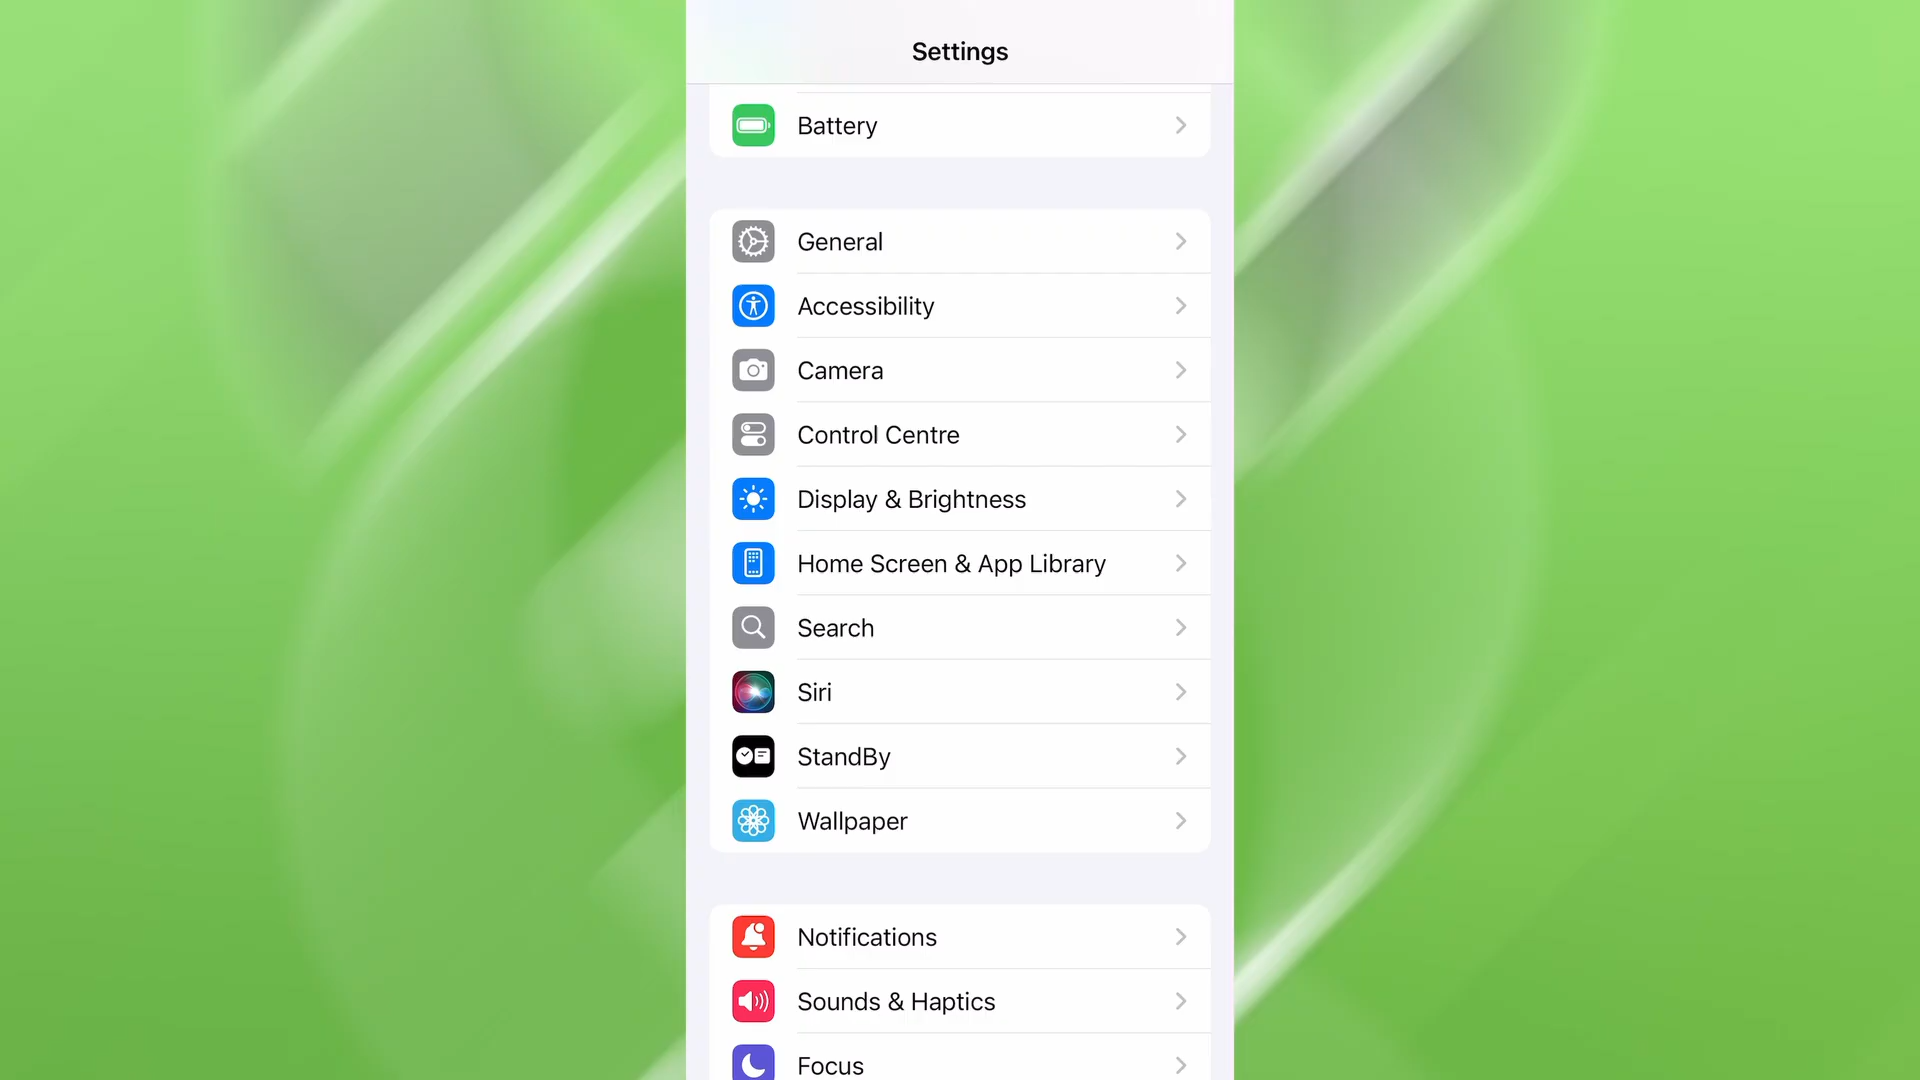 Settings
Battery
General
Accessibility
Camera
Control Centre
Display & Brightness
Home Screen & App Library
Search
Siri
StandBy
Wallpaper
Notifications
Sounds & Haptics
Focus